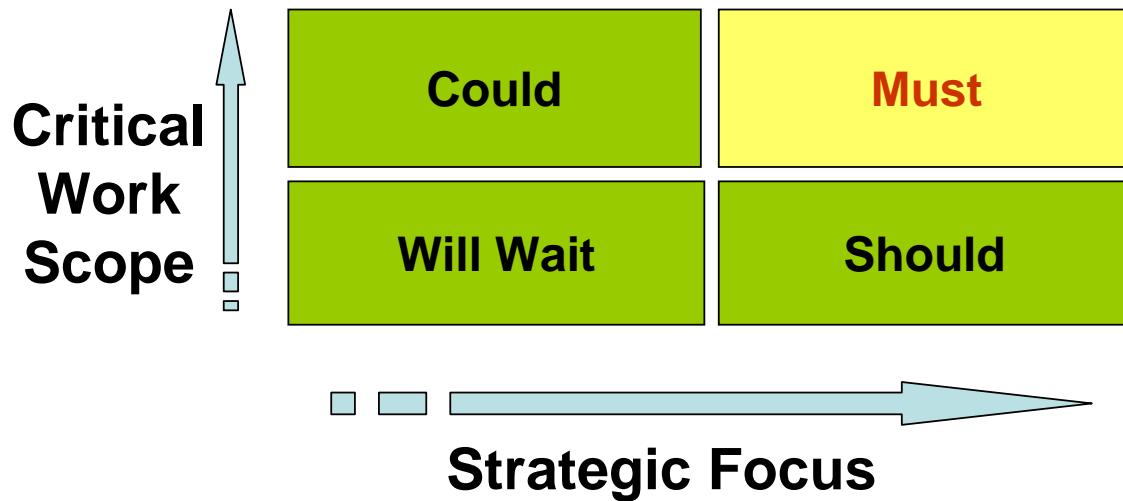 Critical
Work
Scope
Could
Must
Will Wait
Should
Strategic Focus